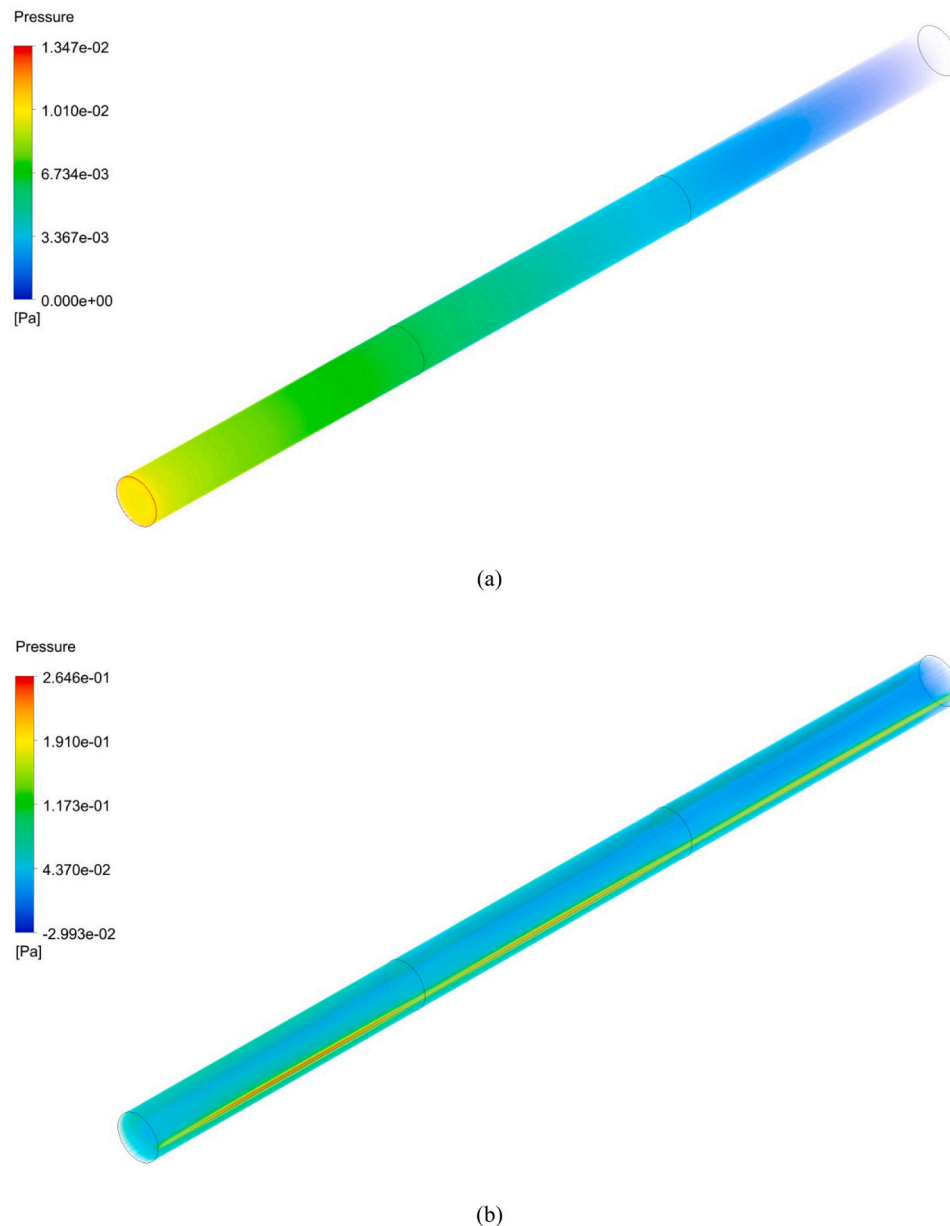 Pressure
1.347e-02
1.010e-02
6.734e-03
3.367e-03
0.000e+00
[Pa]
(a)
Pressure
2.646e-01
1.910e-01
1.173e-01
4.370e-02
-2.993e-02
[Pa]
(b)